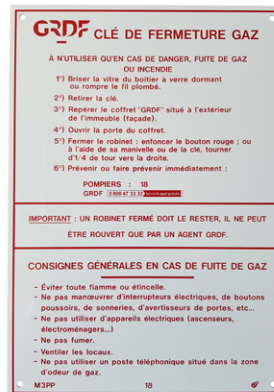 GRDF CLÉ DE FERMETURE GAZ
À N'UTILISER QU'EN CAS DE DANGER, FUITE DE GAZ
OU INCENDIE
1°) Briser la vitre du boitier à verre dormant
ou rompre le fil plombé.
2°) Retirer la clé.
3°) Repérer le coffret "GRDF" situé à l'extérieur
de l'immeuble (façade).
4°) Ouvrir la porte du coffret.
5°) Fermer le robinet : enfoncer le bouton rouge ; ou
à l'aide de sa manivelle ou de la clé, tourner
d'1/4 de tour vers la droite.
6°) Prévenir ou faire prévenir immédiatement :
POMPIERS : 18
GRDF 0 800 47 33 33
IMPORTANT : UN ROBINET FERMÉ DOIT LE RESTER, IL NE PEUT
ÊTRE ROUVERT QUE PAR UN AGENT GRDF.
CONSIGNES GÉNÉRALES EN CAS DE FUITE DE GAZ
- Éviter toute flamme ou étincelle.
- Ne pas manœuvrer d'interrupteurs électriques, de boutons
poussoirs, de sonneries, d'avertisseurs de portes, etc...
- Ne pas utiliser d'appareils électriques (ascenseurs,
électroménagers...)
- Ne pas fumer.
- Ventiler les locaux.
- Ne pas utiliser un poste téléphonique situé dans la zone
d'odeur de gaz.
M3PP 18